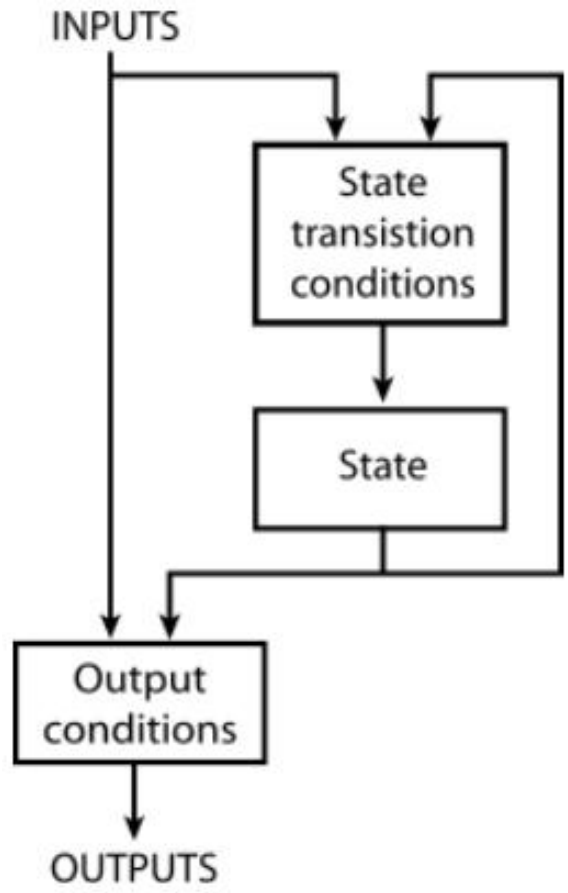 INPUTS
State
transistion
conditions
State
Output
conditions
OUTPUTS